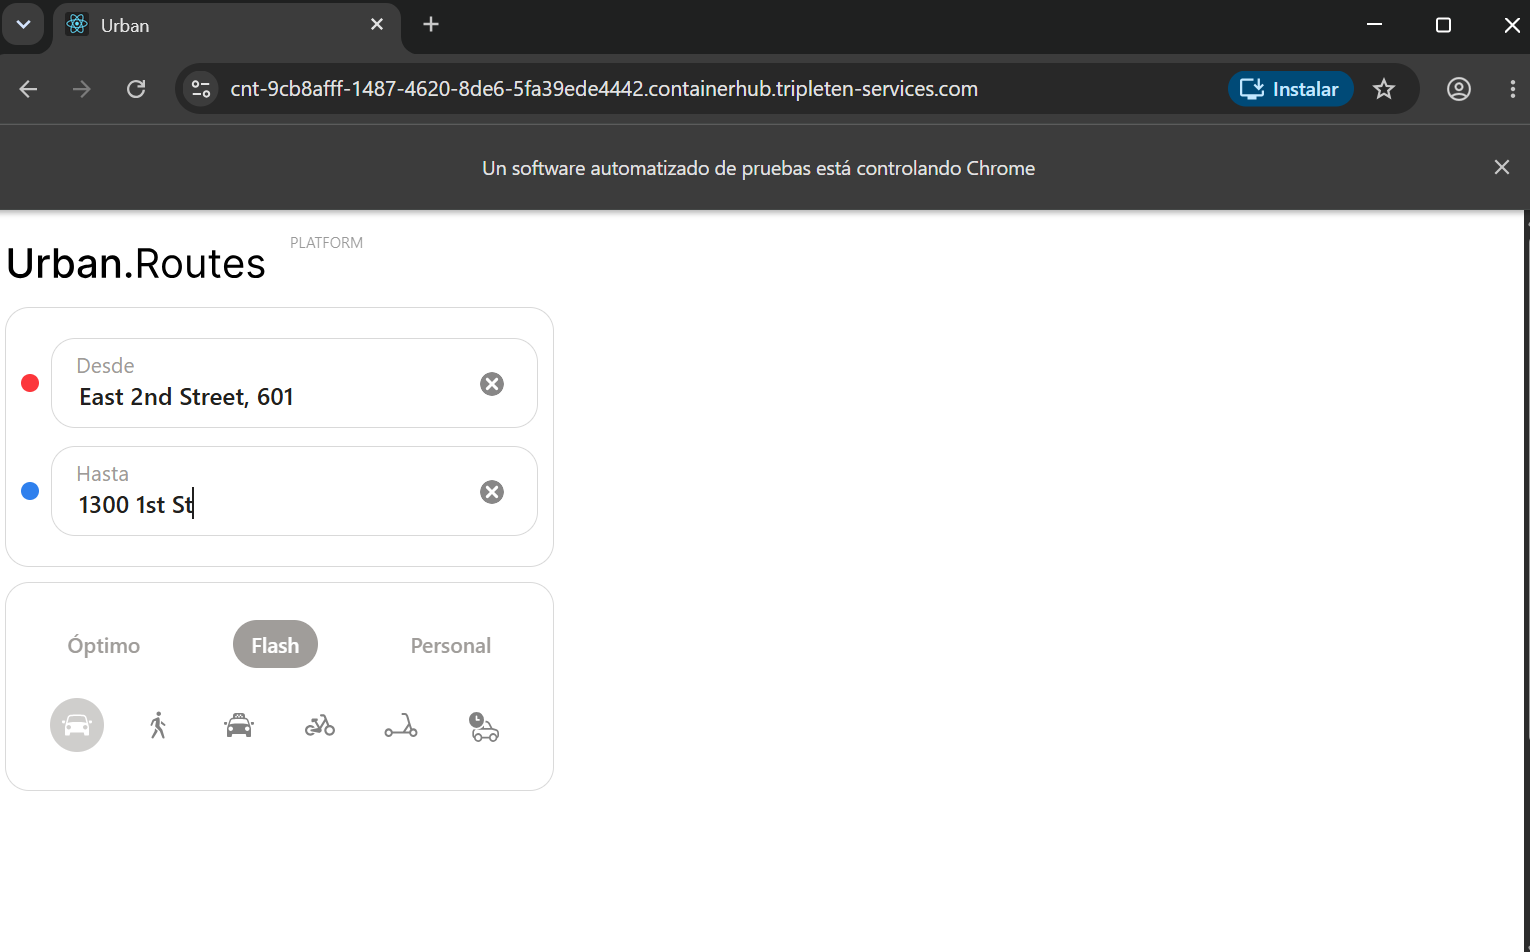 Urban
cnt-9cb8afff-1487-4620-8de6-5fa39ede4442.containerhub.tripleten-services.com
Instalar
Un software automatizado de pruebas está controlando Chrome
Urban.Routes
PLATFORM
Desde
East 2nd Street, 601
Hasta
1300 1st St
Óptimo Flash Personal